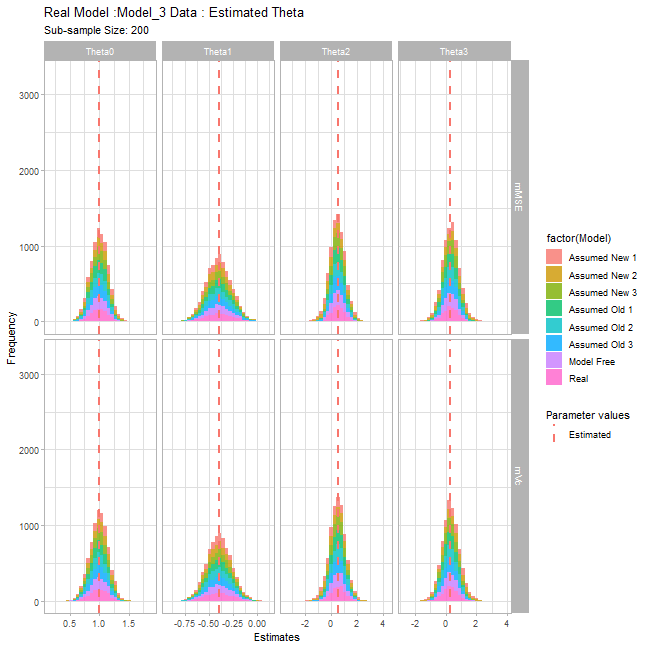 Real Model :Model_3 Data : Estimated Theta
Sub-sample Size: 200
Theta0 Theta1 Theta2 Theta3
3000
2000
1000
0
mMSE
3000
2000
1000
0
mVc
Frequency
0.5 1.0 1.5 -0.75 -0.50 -0.25 0.00 -2 0 2 4 -2 0 2 4
Estimates
factor(Model)
Assumed New 1
Assumed New 2
Assumed New 3
Assumed Old 1
Assumed Old 2
Assumed Old 3
Model Free
Real
Parameter values
Estimated